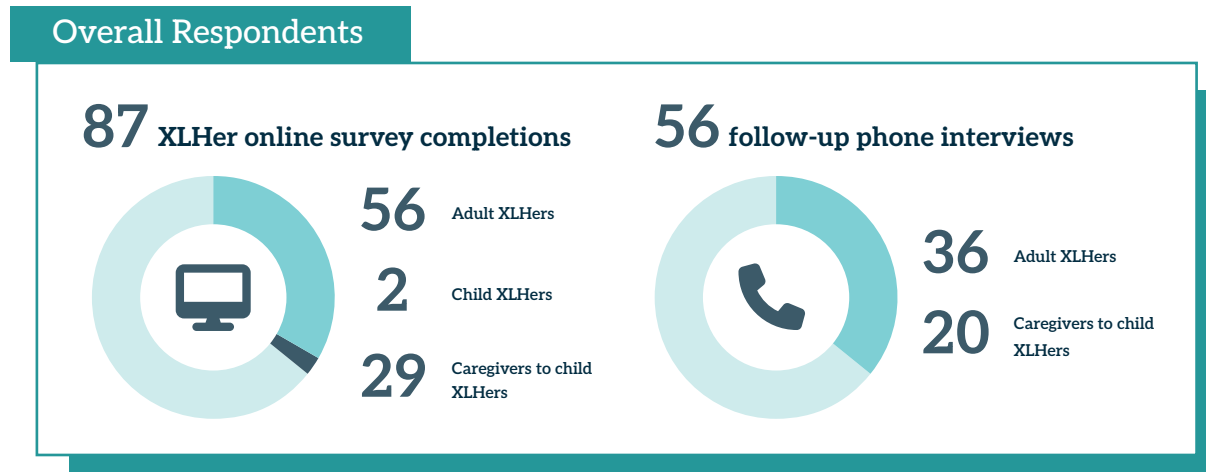 Overall Respondents
87 XLHer online survey completions
56 Adult XLHers
2 Child XLHers
29 Caregivers to child
XLHers
56 follow-up phone interviews
36 Adult XLHers
20 Caregivers to child
XLHers